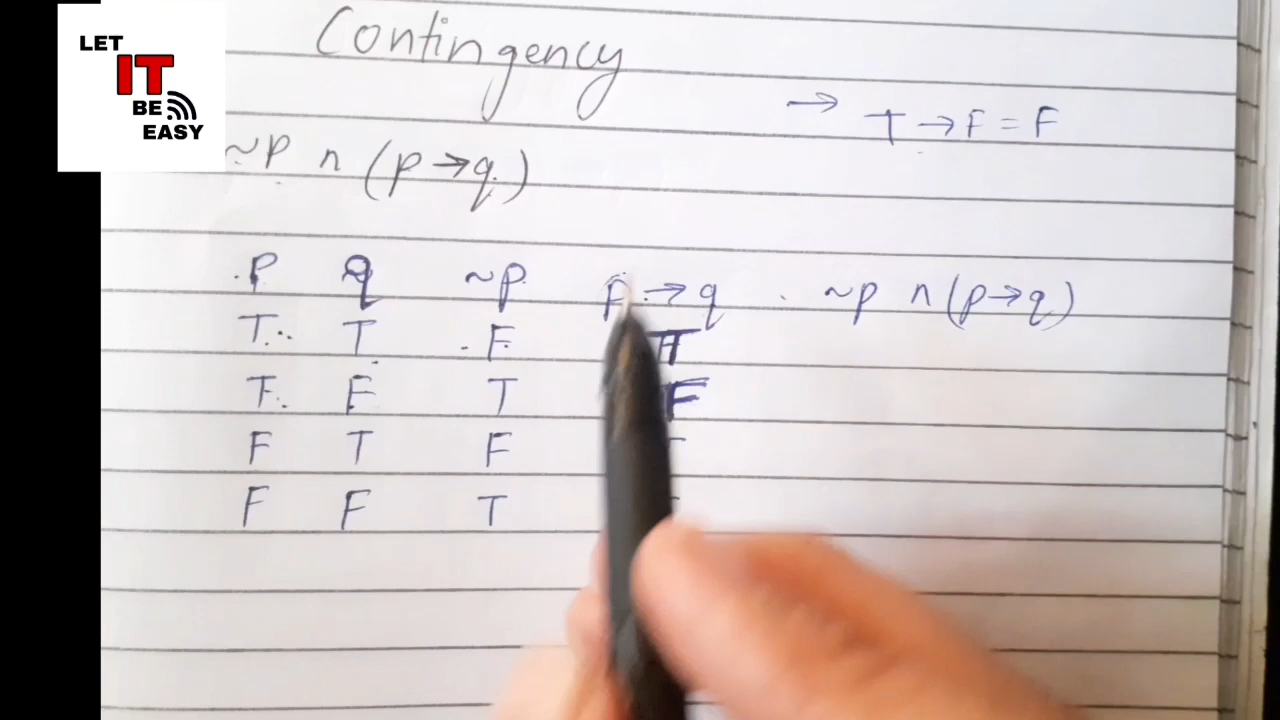 LET
IT
BE
EASY
Contingency
→ T → F = F
~p n (p → q)
p q ~p p → q ~p n (p → q)
T T F T
T F T F
F T F T
F F T